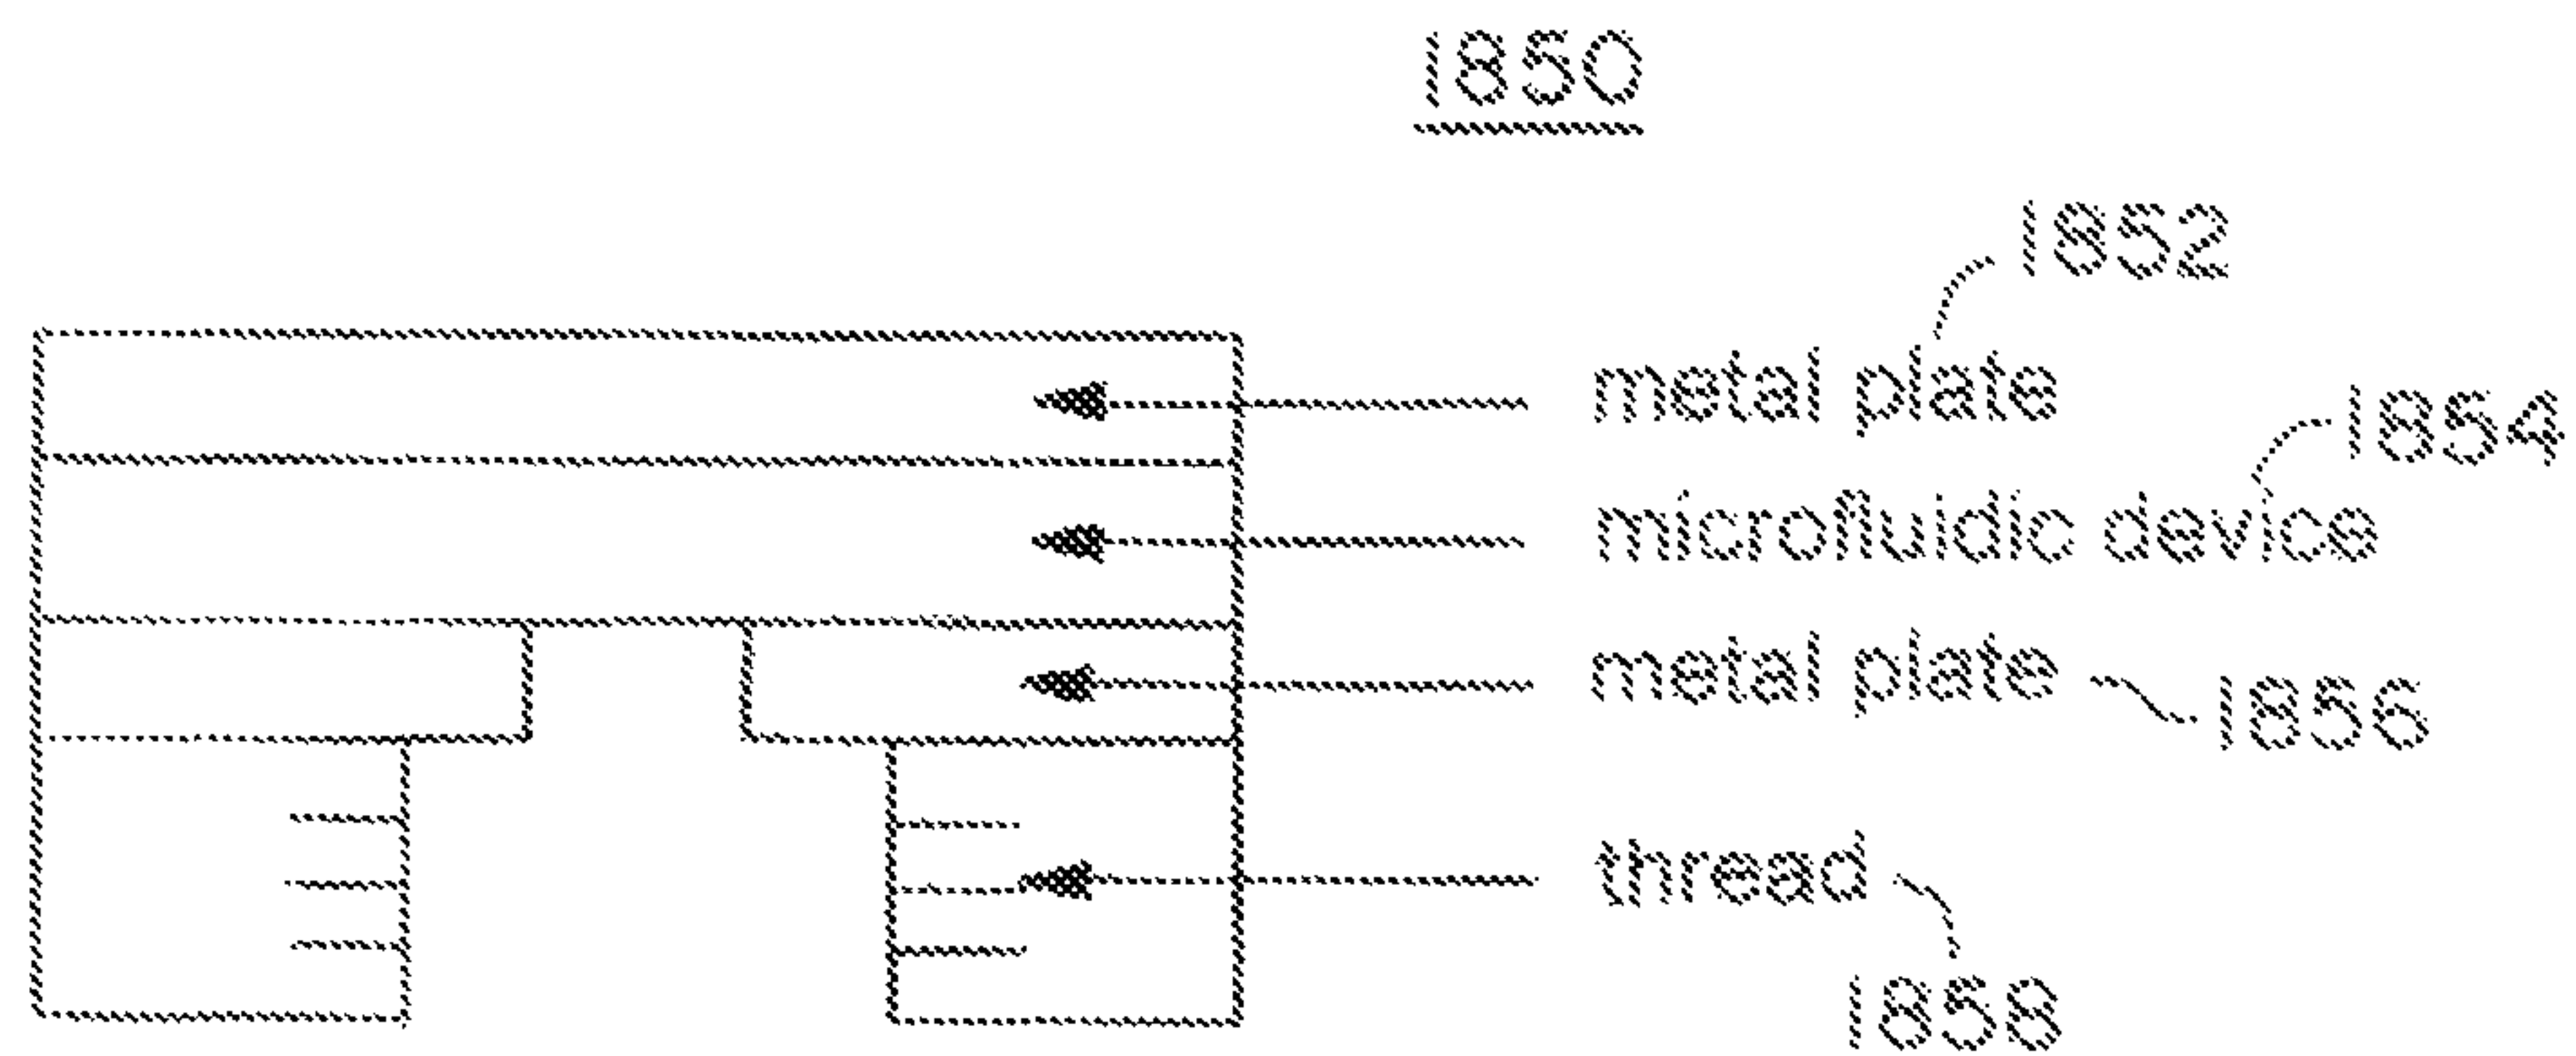 1850
1852
metal plate
1854
microfluidic device
metal plate
1856
thread
1858